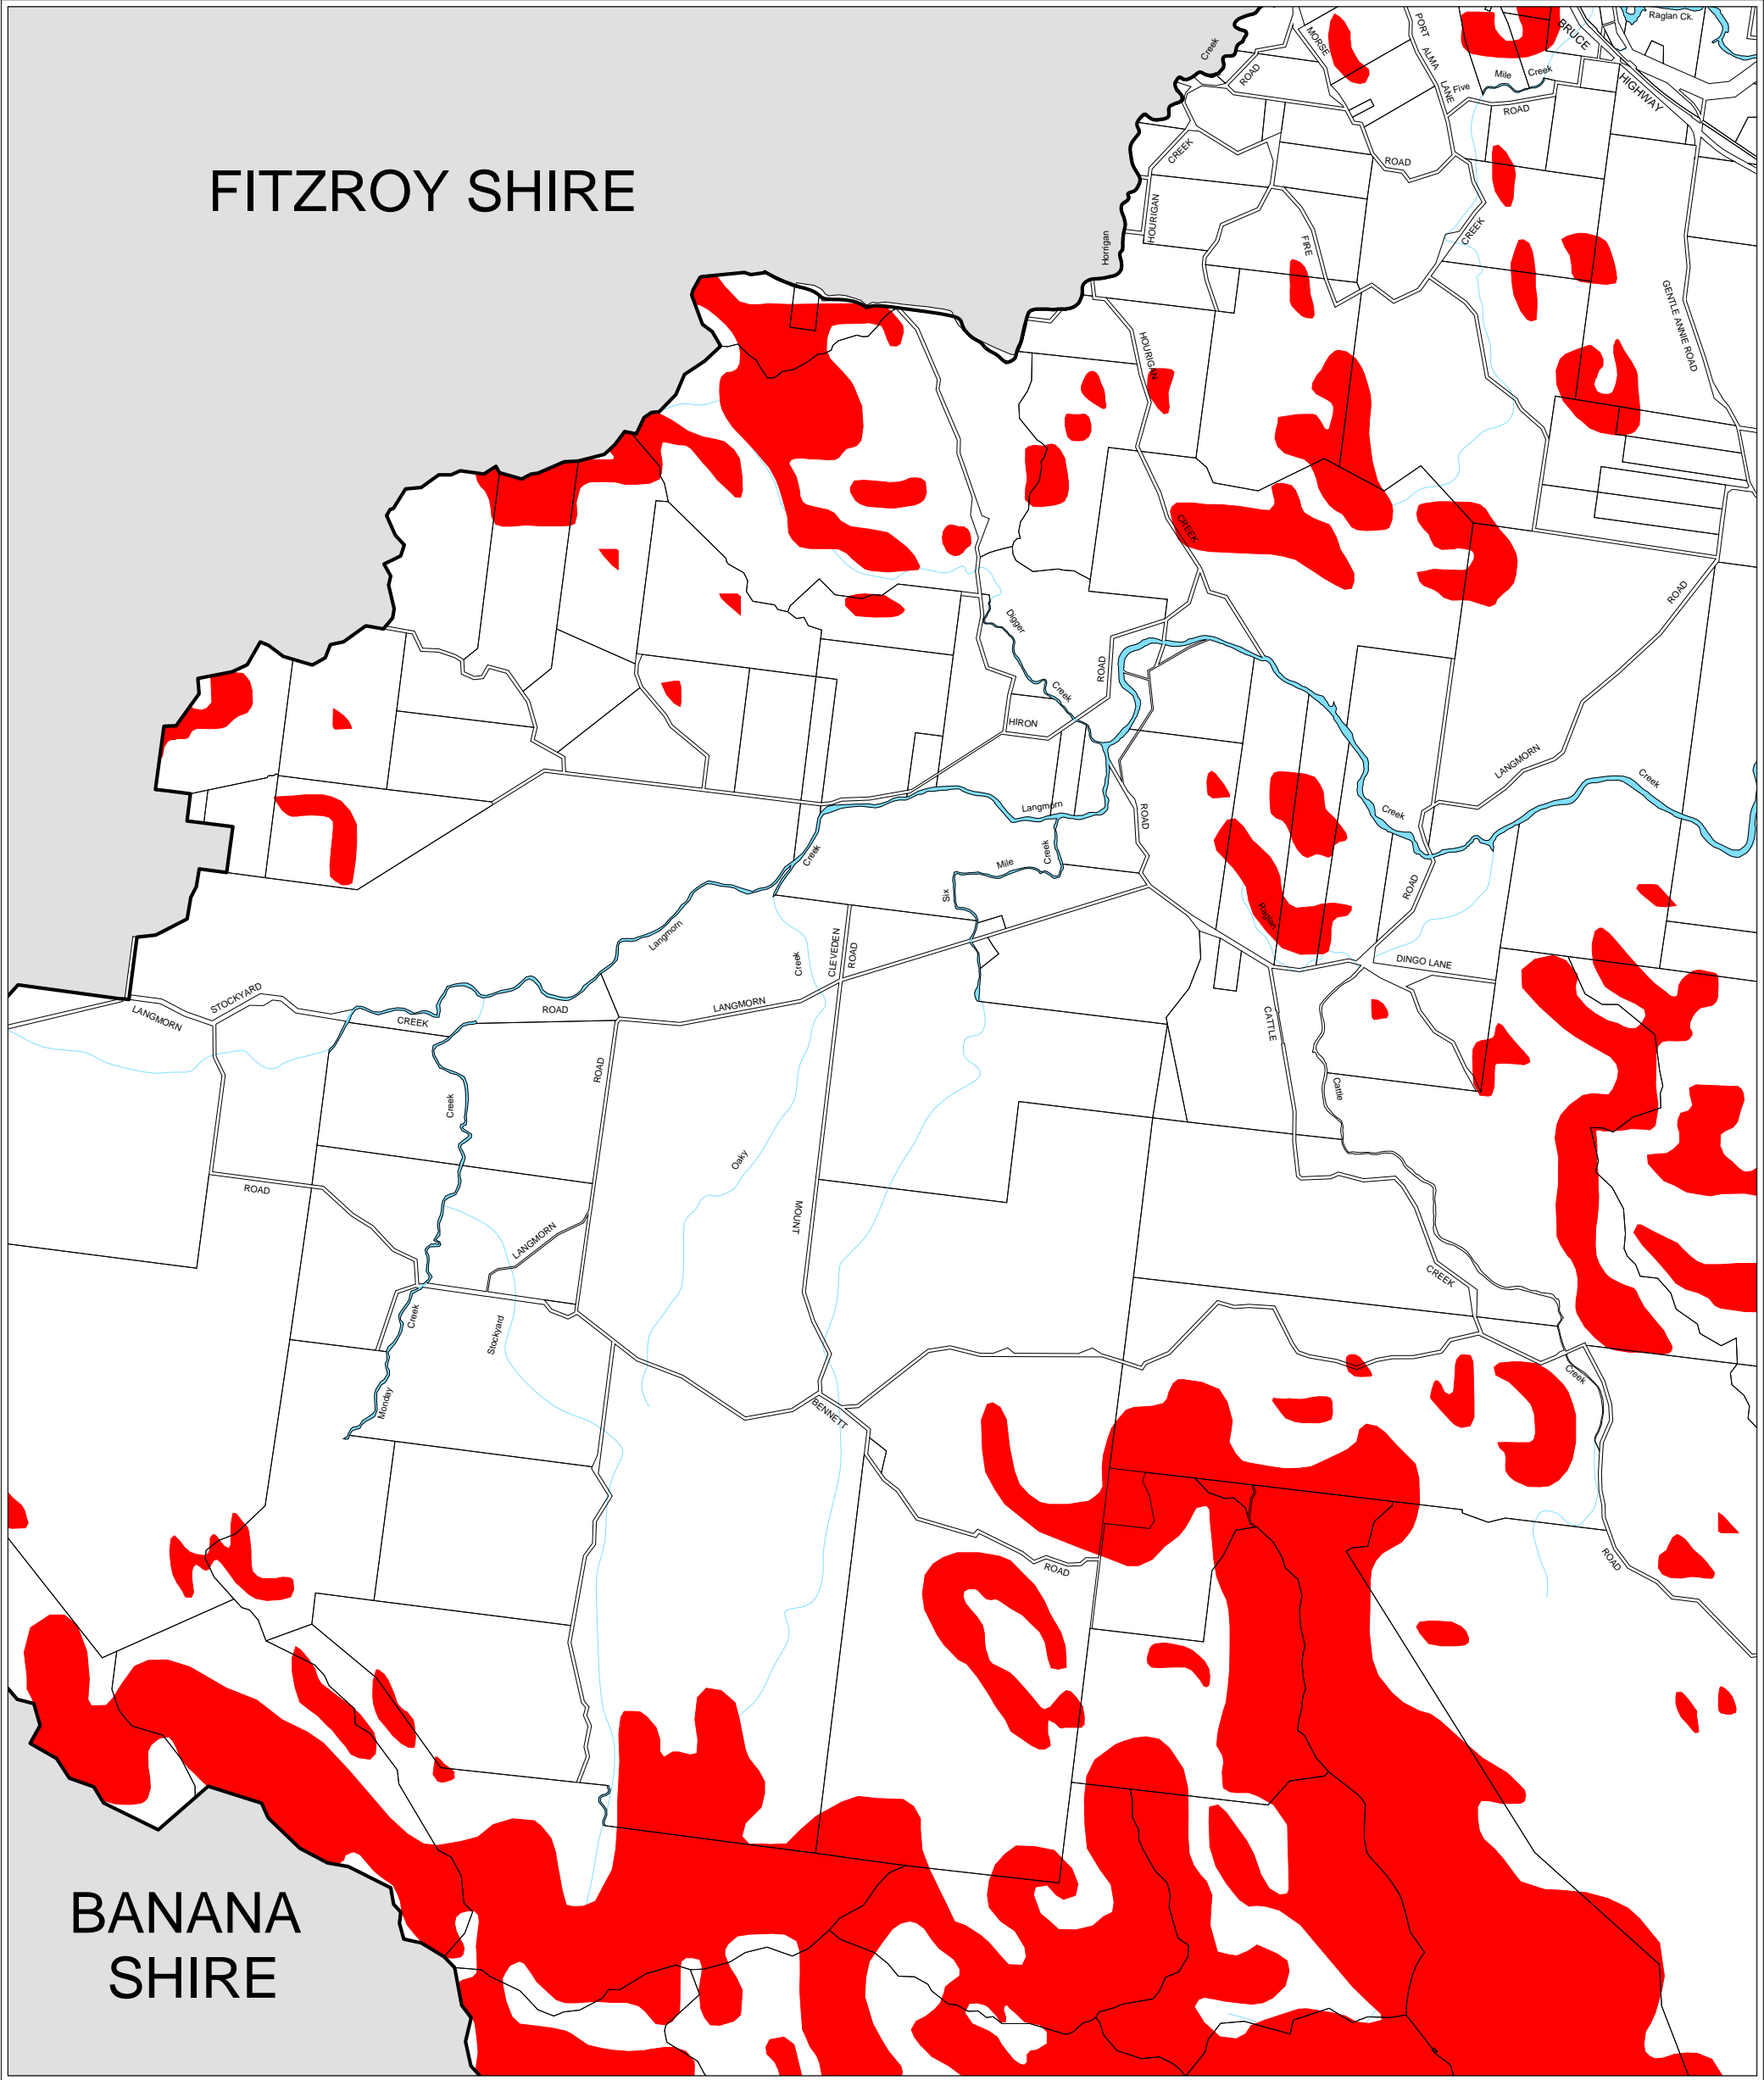 Raglan Ck.
BRUCE
PORT
MORSE
Creek
ALMA
ROAD
Mile
Creek
Five
LANE
HIGHWAY
ROAD
CREEK
ROAD
FITZROY SHIRE
HOURIGAN
CREEK
FIRE
Horrigan
GENTLE ANNIE ROAD
HOURIGAN
CREEK
ROAD
Digger
ROAD
Creek
HIRON
LANGMORN
Creek
Langmorn
ROAD
Creek
Creek
Creek
Mile
Six
ROAD
Raglan
Langmorn
CLEVEDEN
ROAD
Creek
DINGO LANE
STOCKYARD
LANGMORN
LANGMORN
ROAD
CREEK
CATTLE
ROAD
Cattle
Creek
Oaky
ROAD
MOUNT
LANGMORN
CREEK
Creek
Stockyard
Creek
Monday
BENNETT
ROAD
ROAD
BANANA
SHIRE